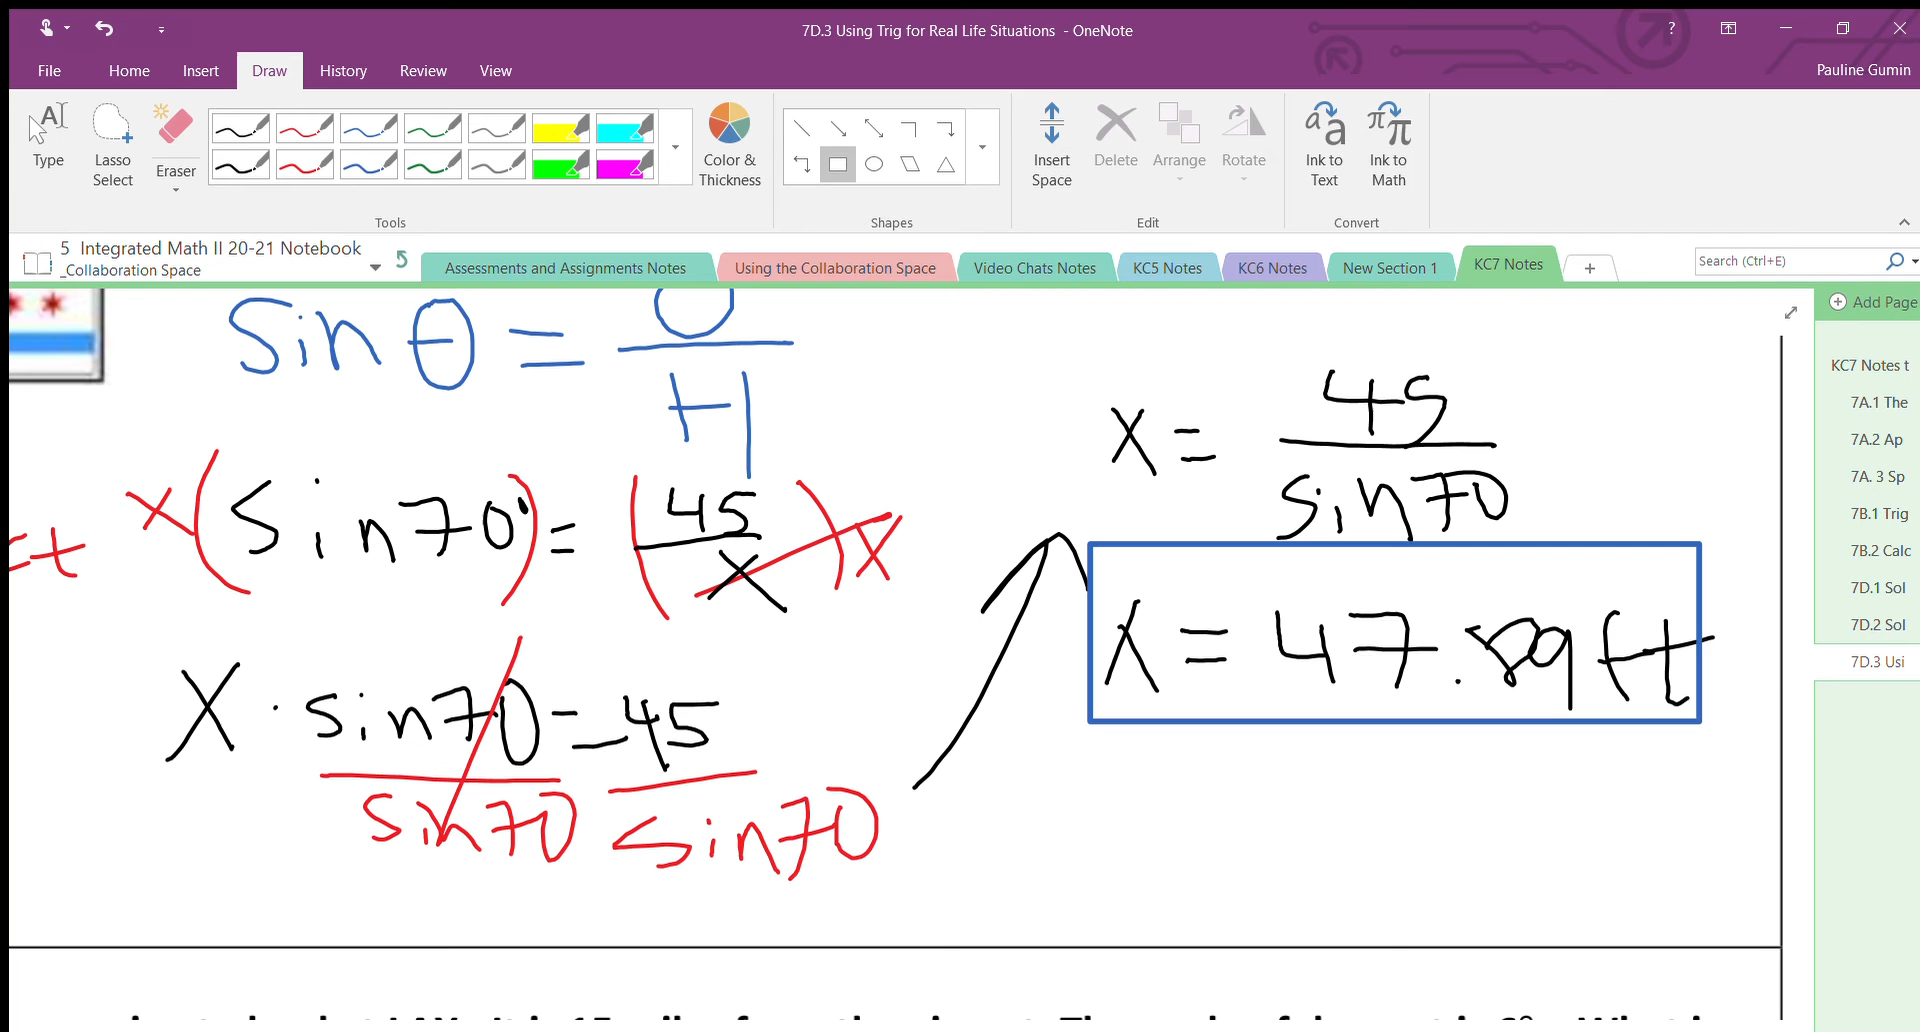 7D.3 Using Trig for Real Life Situations - OneNote
?
Pauline Gumin
File Home Insert Draw History Review View
Type
Lasso Select
Eraser
Color & Thickness
Insert Space
Delete
Arrange
Rotate
Ink to Text
Ink to Math
Tools
Shapes
Edit
Convert
5 Integrated Math II 20-21 Notebook
_Collaboration Space
Assessments and Assignments Notes
Using the Collaboration Space
Video Chats Notes
KC5 Notes
KC6 Notes
New Section 1
KC7 Notes
+
Search (Ctrl+E)
Add Page
KC7 Notes t
7A.1 The
7A.2 Ap
7A. 3 Sp
7B.1 Trig
7B.2 Calc
7D.1 Sol
7D.2 Sol
7D.3 Usi
sin θ = O
H
x(sin70°) = (45
x)x
x · sin70 = 45
sin70 sin70
x = 45
sin70
x = 47.89 ft